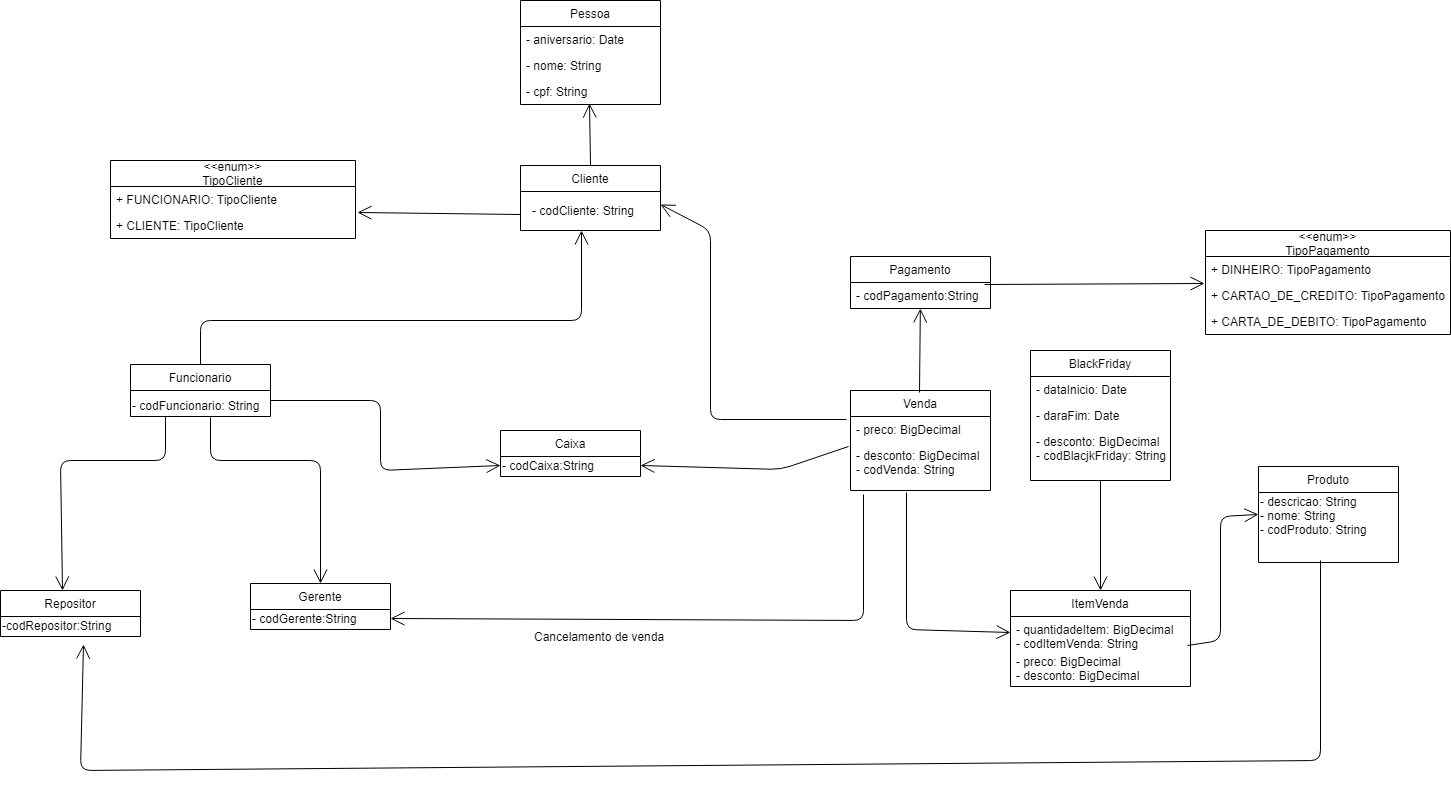 Pessoa
- aniversario: Date
- nome: String
- cpf: String
<<enum>>
TipoCliente
+ FUNCIONARIO: TipoCliente
+ CLIENTE: TipoCliente
Cliente
- codCliente: String
Pagamento
- codPagamento:String
<<enum>>
TipoPagamento
+ DINHEIRO: TipoPagamento
+ CARTAO_DE_CREDITO: TipoPagamento
+ CARTA_DE_DEBITO: TipoPagamento
Funcionario
- codFuncionario: String
Caixa
- codCaixa:String
Venda
- preco: BigDecimal
- desconto: BigDecimal
- codVenda: String
BlackFriday
- dataInicio: Date
- daraFim: Date
- desconto: BigDecimal
- codBlacjkFriday: String
Produto
- descricao: String
- nome: String
- codProduto: String
Repositor
-codRepositor:String
Gerente
- codGerente:String
Cancelamento de venda
ItemVenda
- quantidadeItem: BigDecimal
- codItemVenda: String
- preco: BigDecimal
- desconto: BigDecimal